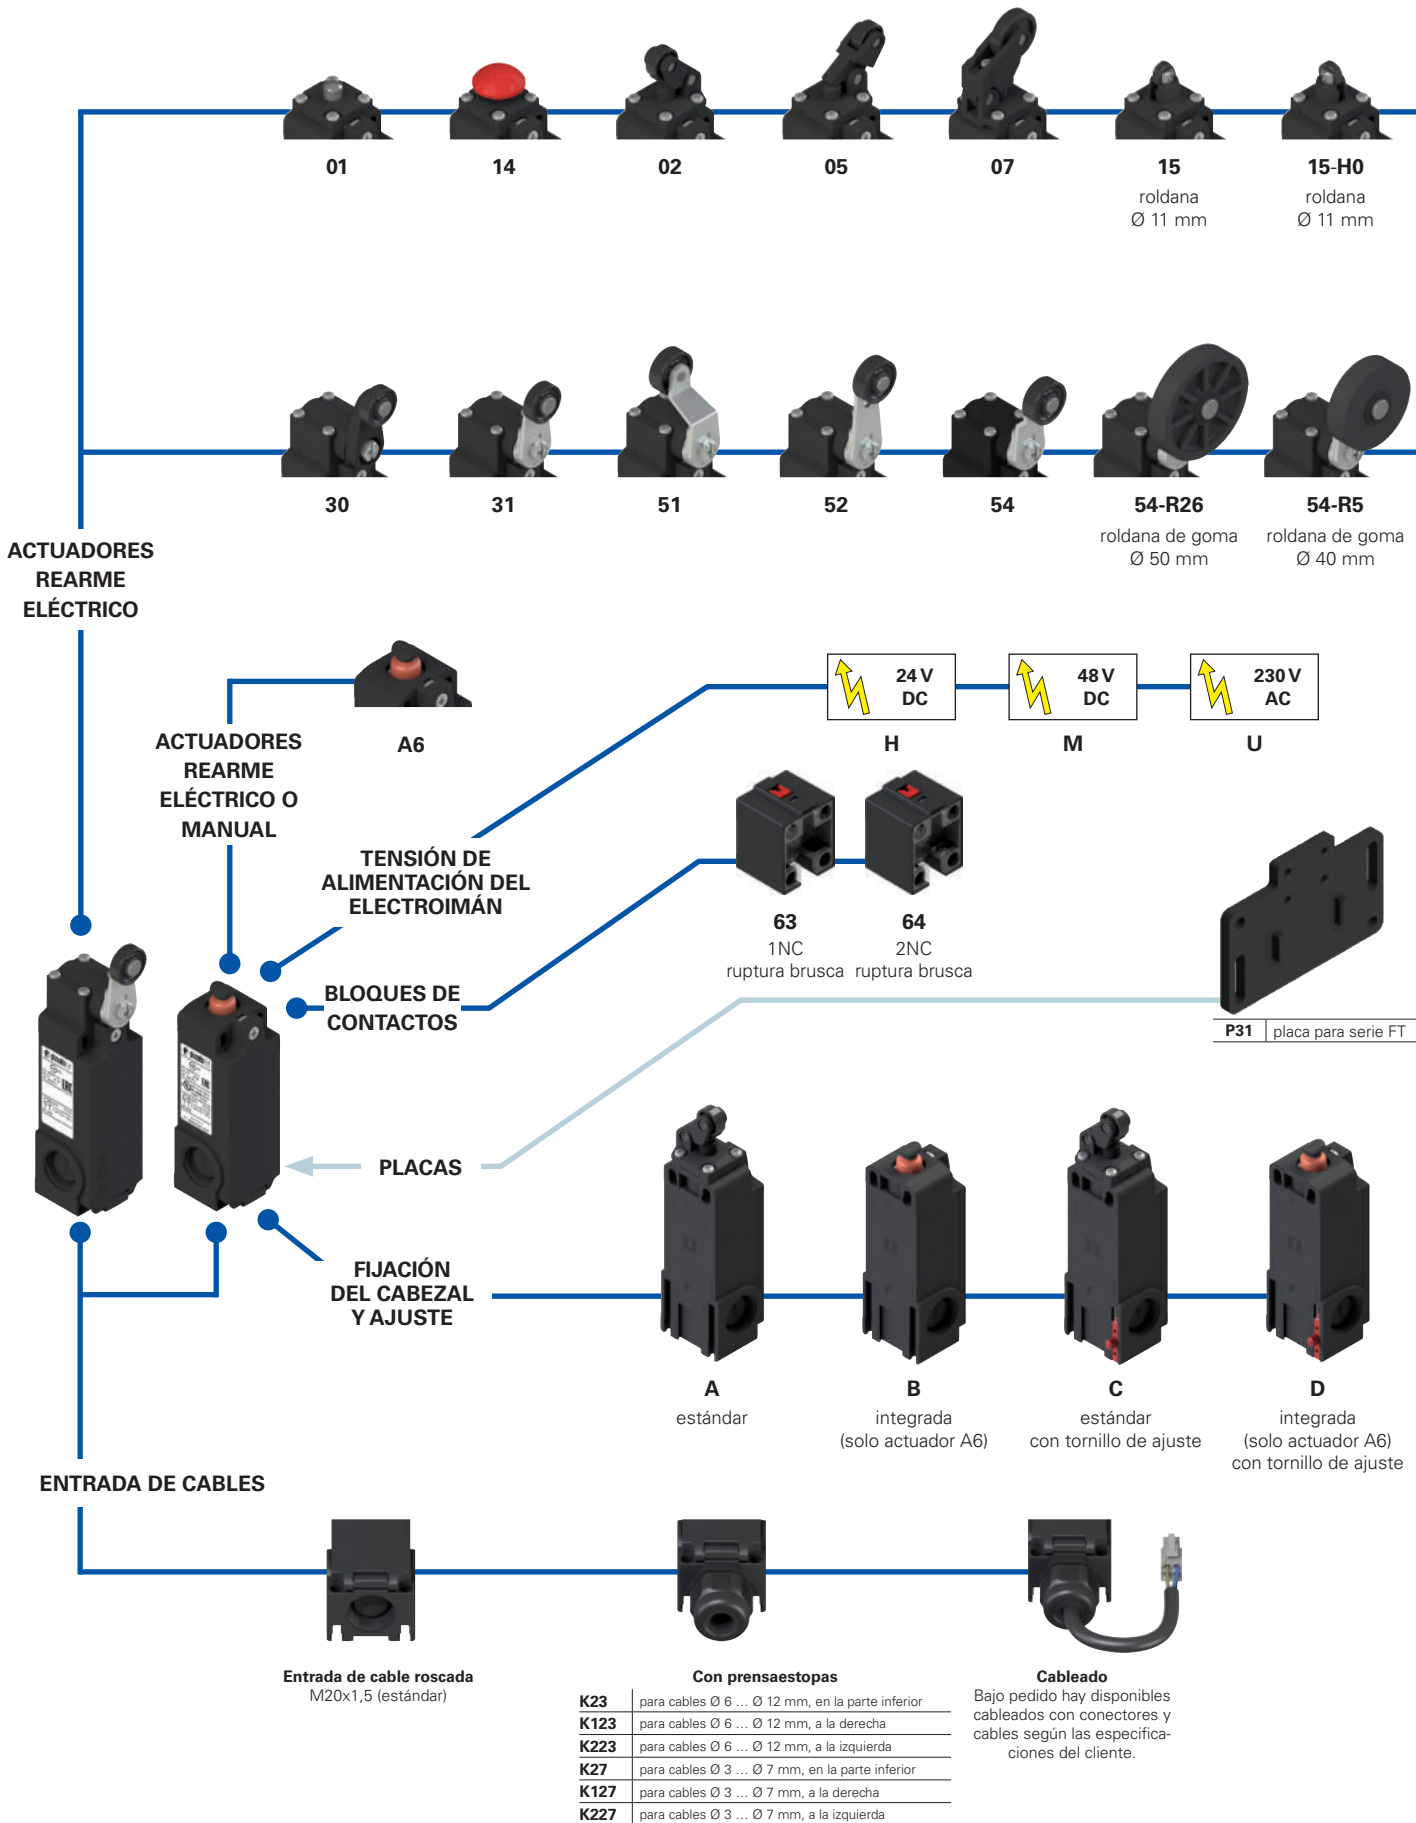 01
14
02
05
07
15
roldana
Ø 11 mm
15-H0
roldana
Ø 11 mm
30
31
51
52
54
54-R26
roldana de goma
Ø 50 mm
54-R5
roldana de goma
Ø 40 mm
ACTUADORES
REARME
ELÉCTRICO
A6
ACTUADORES
REARME
ELÉCTRICO O
MANUAL
24 V
DC
H
48 V
DC
M
230 V
AC
U
TENSIÓN DE
ALIMENTACIÓN DEL
ELECTROIMÁN
63
1NC
ruptura brusca
64
2NC
ruptura brusca
BLOQUES DE
CONTACTOS
P31 placa para serie FT
PLACAS
FIJACIÓN
DEL CABEZAL
Y AJUSTE
A
estándar
B
integrada
(solo actuador A6)
C
estándar
con tornillo de ajuste
D
integrada
(solo actuador A6)
con tornillo de ajuste
ENTRADA DE CABLES
Entrada de cable roscada
M20x1,5 (estándar)
Con prensaestopas
K23 para cables Ø 6 … Ø 12 mm, en la parte inferior
K123 para cables Ø 6 … Ø 12 mm, a la derecha
K223 para cables Ø 6 … Ø 12 mm, a la izquierda
K27 para cables Ø 3 … Ø 7 mm, en la parte inferior
K127 para cables Ø 3 … Ø 7 mm, a la derecha
K227 para cables Ø 3 … Ø 7 mm, a la izquierda
Cableado
Bajo pedido hay disponibles
cableados con conectores y
cables según las especifica-
ciones del cliente.